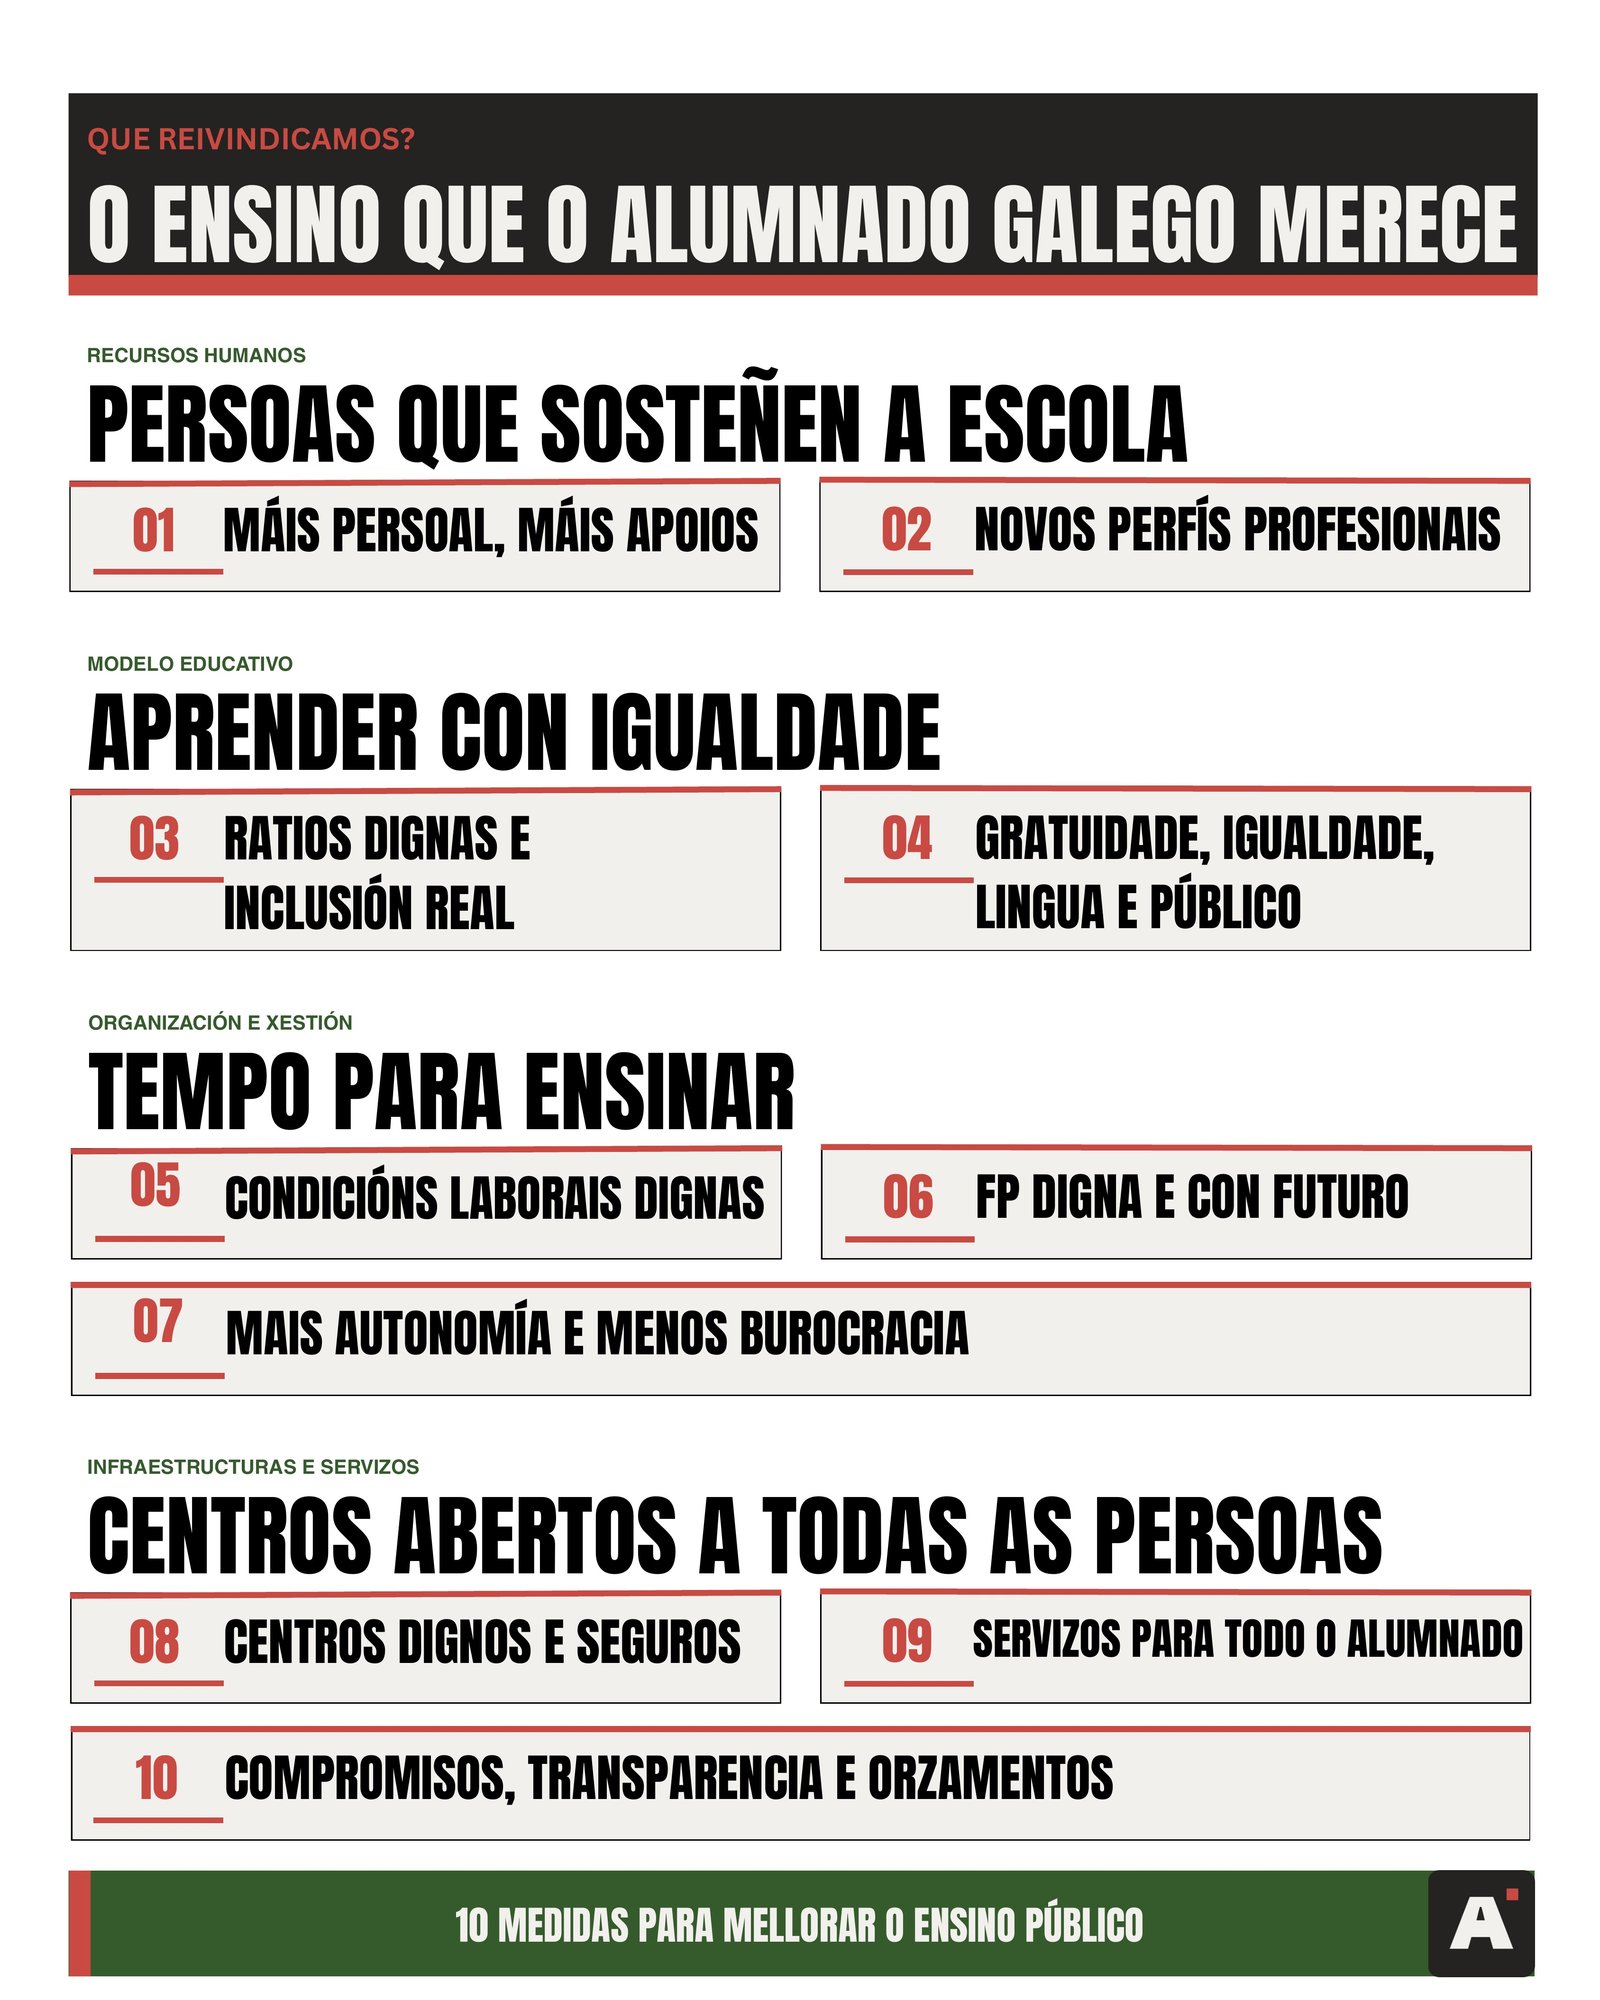 QUE REIVINDICAMOS?
O ENSINO QUE O ALUMNADO GALEGO MERECE
RECURSOS HUMANOS
PERSOAS QUE SOSTEÑEN A ESCOLA
01 MÁIS PERSOAL, MÁIS APOIOS
02 NOVOS PERFÍS PROFESIONAIS
MODELO EDUCATIVO
APRENDER CON IGUALDADE
03 RATIOS DIGNAS E
INCLUSIÓN REAL
04 GRATUIDADE, IGUALDADE,
LINGUA E PÚBLICO
ORGANIZACIÓN E XESTIÓN
TEMPO PARA ENSINAR
05 CONDICIÓNS LABORAIS DIGNAS
06 FP DIGNA E CON FUTURO
07 MAIS AUTONOMÍA E MENOS BUROCRACIA
INFRAESTRUCTURAS E SERVIZOS
CENTROS ABERTOS A TODAS AS PERSOAS
08 CENTROS DIGNOS E SEGUROS
09 SERVIZOS PARA TODO O ALUMNADO
10 COMPROMISOS, TRANSPARENCIA E ORZAMENTOS
10 MEDIDAS PARA MELLORAR O ENSINO PÚBLICO
A